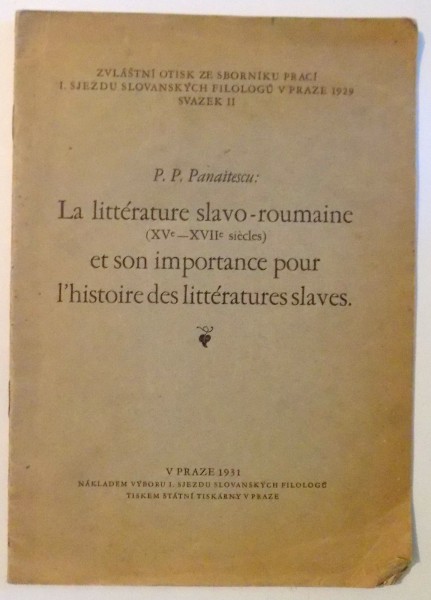 ZVLÁŠTNÍ OTISK ZE SBORNÍKU PRACÍ
I. SJEZDU SLOVANSKÝCH FILOLOGŮ V PRAZE 1929
SVAZEK II
P. P. Panaitescu:
La littérature slavo-roumaine
(XVe—XVIIe siècles)
et son importance pour
l'histoire des littératures slaves.
V PRAZE 1931
NÁKLADEM VÝBORU I. SJEZDU SLOVANSKÝCH FILOLOGŮ
TISKEM STÁTNÍ TISKÁRNY V PRAZE